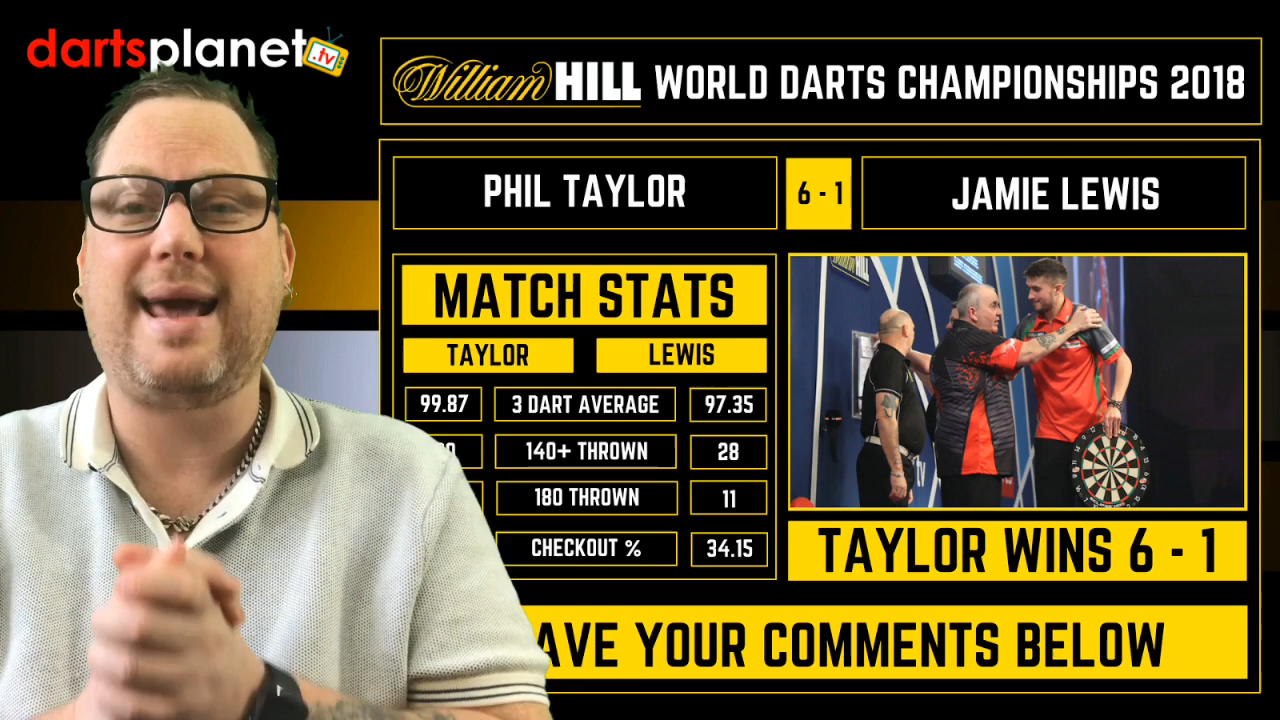 dartsplanet
.tv
William HILL WORLD DARTS CHAMPIONSHIPS 2018
PHIL TAYLOR 6 - 1 JAMIE LEWIS
MATCH STATS
TAYLOR LEWIS
99.87 3 DART AVERAGE 97.35
140+ THROWN 28
180 THROWN 11
CHECKOUT % 34.15
TAYLOR WINS 6 - 1
YOUR COMMENTS BELOW